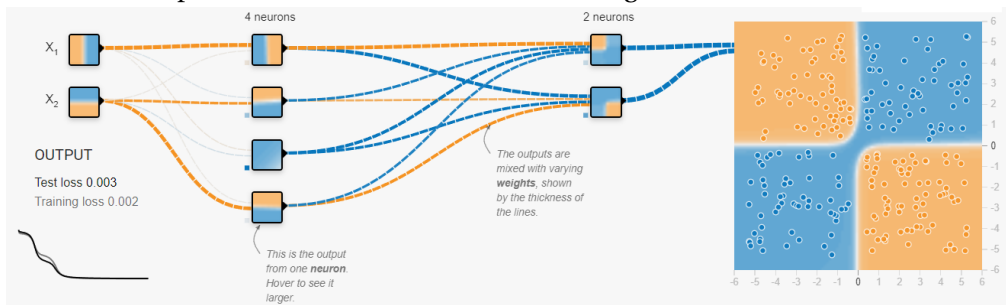 4 neurons
2 neurons
X1
X2
OUTPUT
Test loss 0.003
Training loss 0.002
This is the output
from one neuron.
Hover to see it
larger.
The outputs are
mixed with varying
weights, shown
by the thickness of
the lines.
6
5
4
3
2
1
0
-1
-2
-3
-4
-5
-6
-6 -5 -4 -3 -2 -1 0 1 2 3 4 5 6